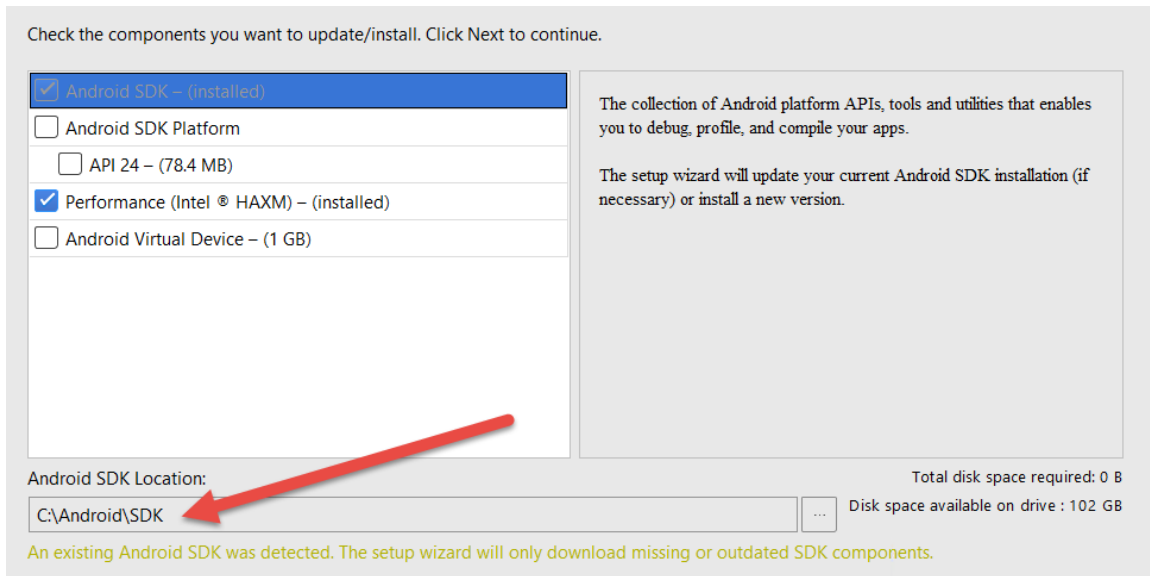 Check the components you want to update/install. Click Next to continue.
Android SDK – (installed)
Android SDK Platform
API 24 – (78.4 MB)
Performance (Intel ® HAXM) – (installed)
Android Virtual Device – (1 GB)
The collection of Android platform APIs, tools and utilities that enables
you to debug, profile, and compile your apps.
The setup wizard will update your current Android SDK installation (if
necessary) or install a new version.
Android SDK Location:
Total disk space required: 0 B
C:\Android\SDK
...
Disk space available on drive : 102 GB
An existing Android SDK was detected. The setup wizard will only download missing or outdated SDK components.